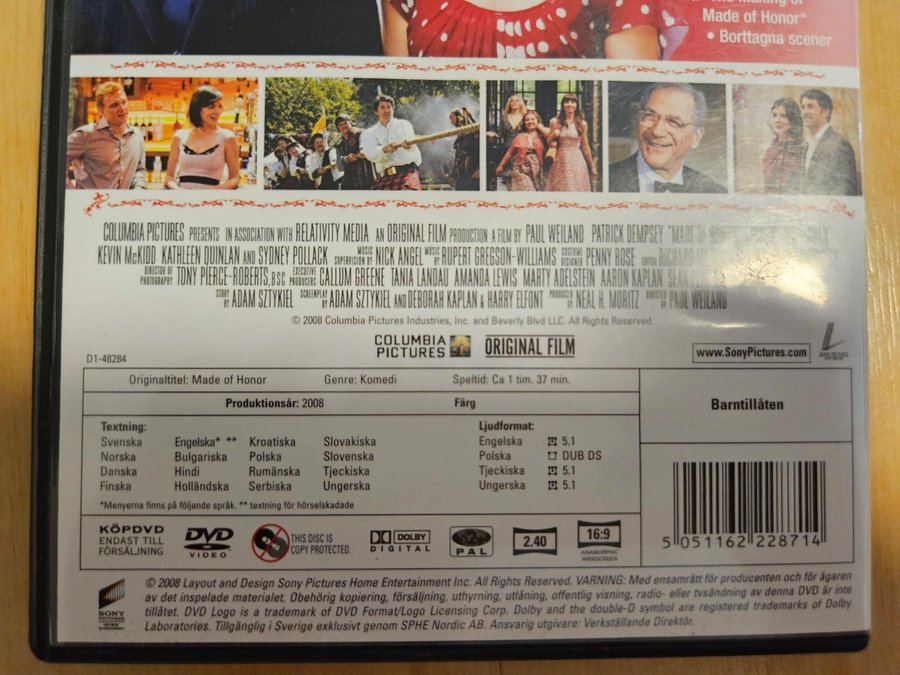 Made of Honor"
• Borttagna scener
COLUMBIA PICTURES PRESENTS IN ASSOCIATION WITH RELATIVITY MEDIA AN ORIGINAL FILM PRODUCTION A FILM BY PAUL WEILAND PATRICK DEMPSEY "MADE OF
KEVIN McKIDD KATHLEEN QUINLAN AND SYDNEY POLLACK MUSIC SUPERVISION BY NICK ANGEL MUSIC BY RUPERT GREGSON-WILLIAMS COSTUME DESIGNER PENNY ROSE EDITOR RICHARD
DIRECTOR OF PHOTOGRAPHY TONY PIERCE-ROBERTS, BSC EXECUTIVE PRODUCERS CALLUM GREENE TANIA LANDAU AMANDA LEWIS MARTY ADELSTEIN AARON KAPLAN SEAN
STORY BY ADAM SZTYKIEL SCREENPLAY BY ADAM SZTYKIEL AND DEBORAH KAPLAN & HARRY ELFONT PRODUCED BY NEAL H. MORITZ DIRECTED BY PAUL WEILAND
© 2008 Columbia Pictures Industries, Inc. and Beverly Blvd LLC. All Rights Reserved.
COLUMBIA PICTURES ORIGINAL FILM
www.SonyPictures.com
D1-48284
Originaltitel: Made of Honor Genre: Komedi Speltid: Ca 1 tim. 37 min.
Produktionsår: 2008 Färg
Barntillåten
Textning: Ljudformat:
Svenska Engelska* ** Kroatiska Slovakiska Engelska 5.1
Norska Bulgariska Polska Slovenska Polska DUB DS
Danska Hindi Rumänska Tjeckiska Tjeckiska 5.1
Finska Holländska Serbiska Ungerska Ungerska 5.1
*Menyerna finns på följande språk. ** textning för hörselskadade
KÖPDVD
ENDAST TILL
FÖRSÄLJNING
DVD
VIDEO
THIS DISC IS
COPY PROTECTED.
DOLBY
DIGITAL
PAL
2.40
16:9
ANAMORPHIC
WIDESCREEN
5 051162 228714
SONY
PICTURES
© 2008 Layout and Design Sony Pictures Home Entertainment Inc. All Rights Reserved. VARNING: Med ensamrätt för producenten och för ägaren
av det inspelade materialet. Obehörig kopiering, försäljning, uthyrning, utlåning, offentlig visning, radio- eller tvsändning av denna DVD är inte
tillåtet. DVD Logo is a trademark of DVD Format/Logo Licensing Corp. Dolby and the double-D symbol are registered trademarks of Dolby
Laboratories. Tillgänglig i Sverige exklusivt genom SPHE Nordic AB. Ansvarig utgivare: Verkställande Direktör.